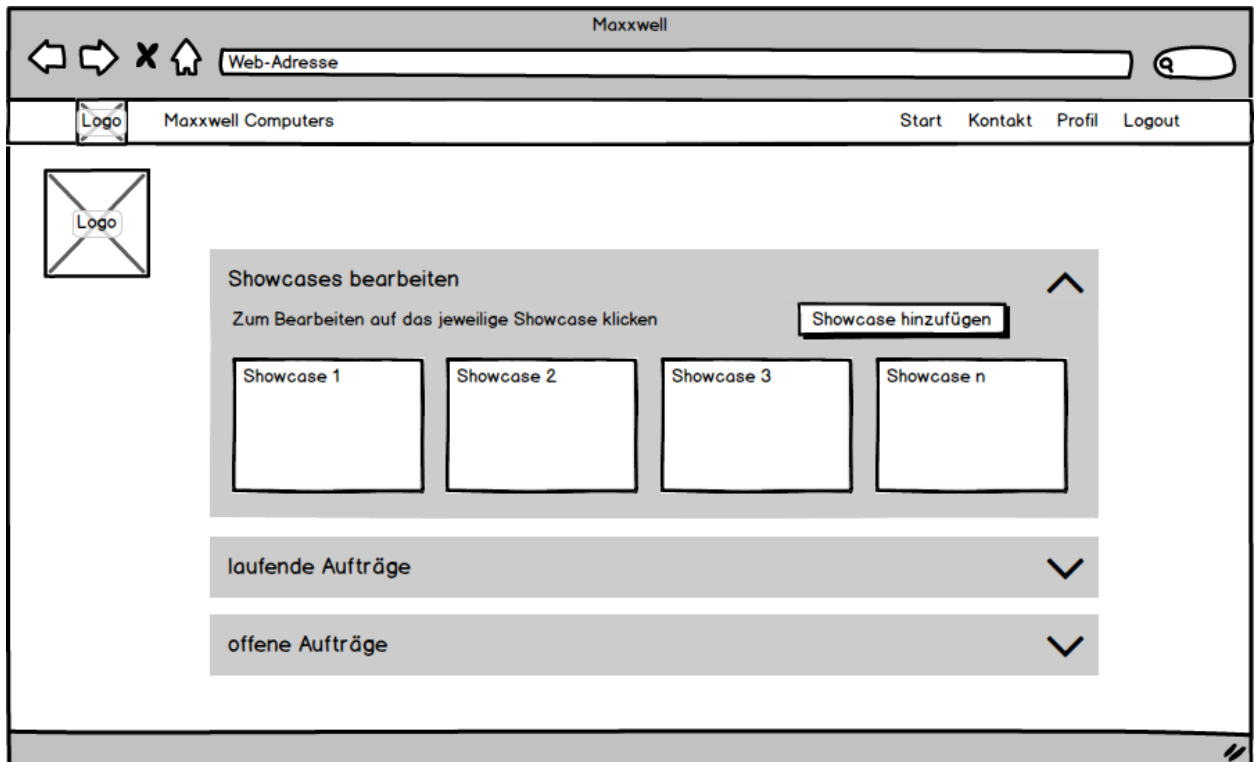 Maxxwell
Web-Adresse
Logo Maxxwell Computers Start Kontakt Profil Logout
Logo
Showcases bearbeiten
Zum Bearbeiten auf das jeweilige Showcase klicken Showcase hinzufügen
Showcase 1 Showcase 2 Showcase 3 Showcase n
laufende Aufträge
offene Aufträge